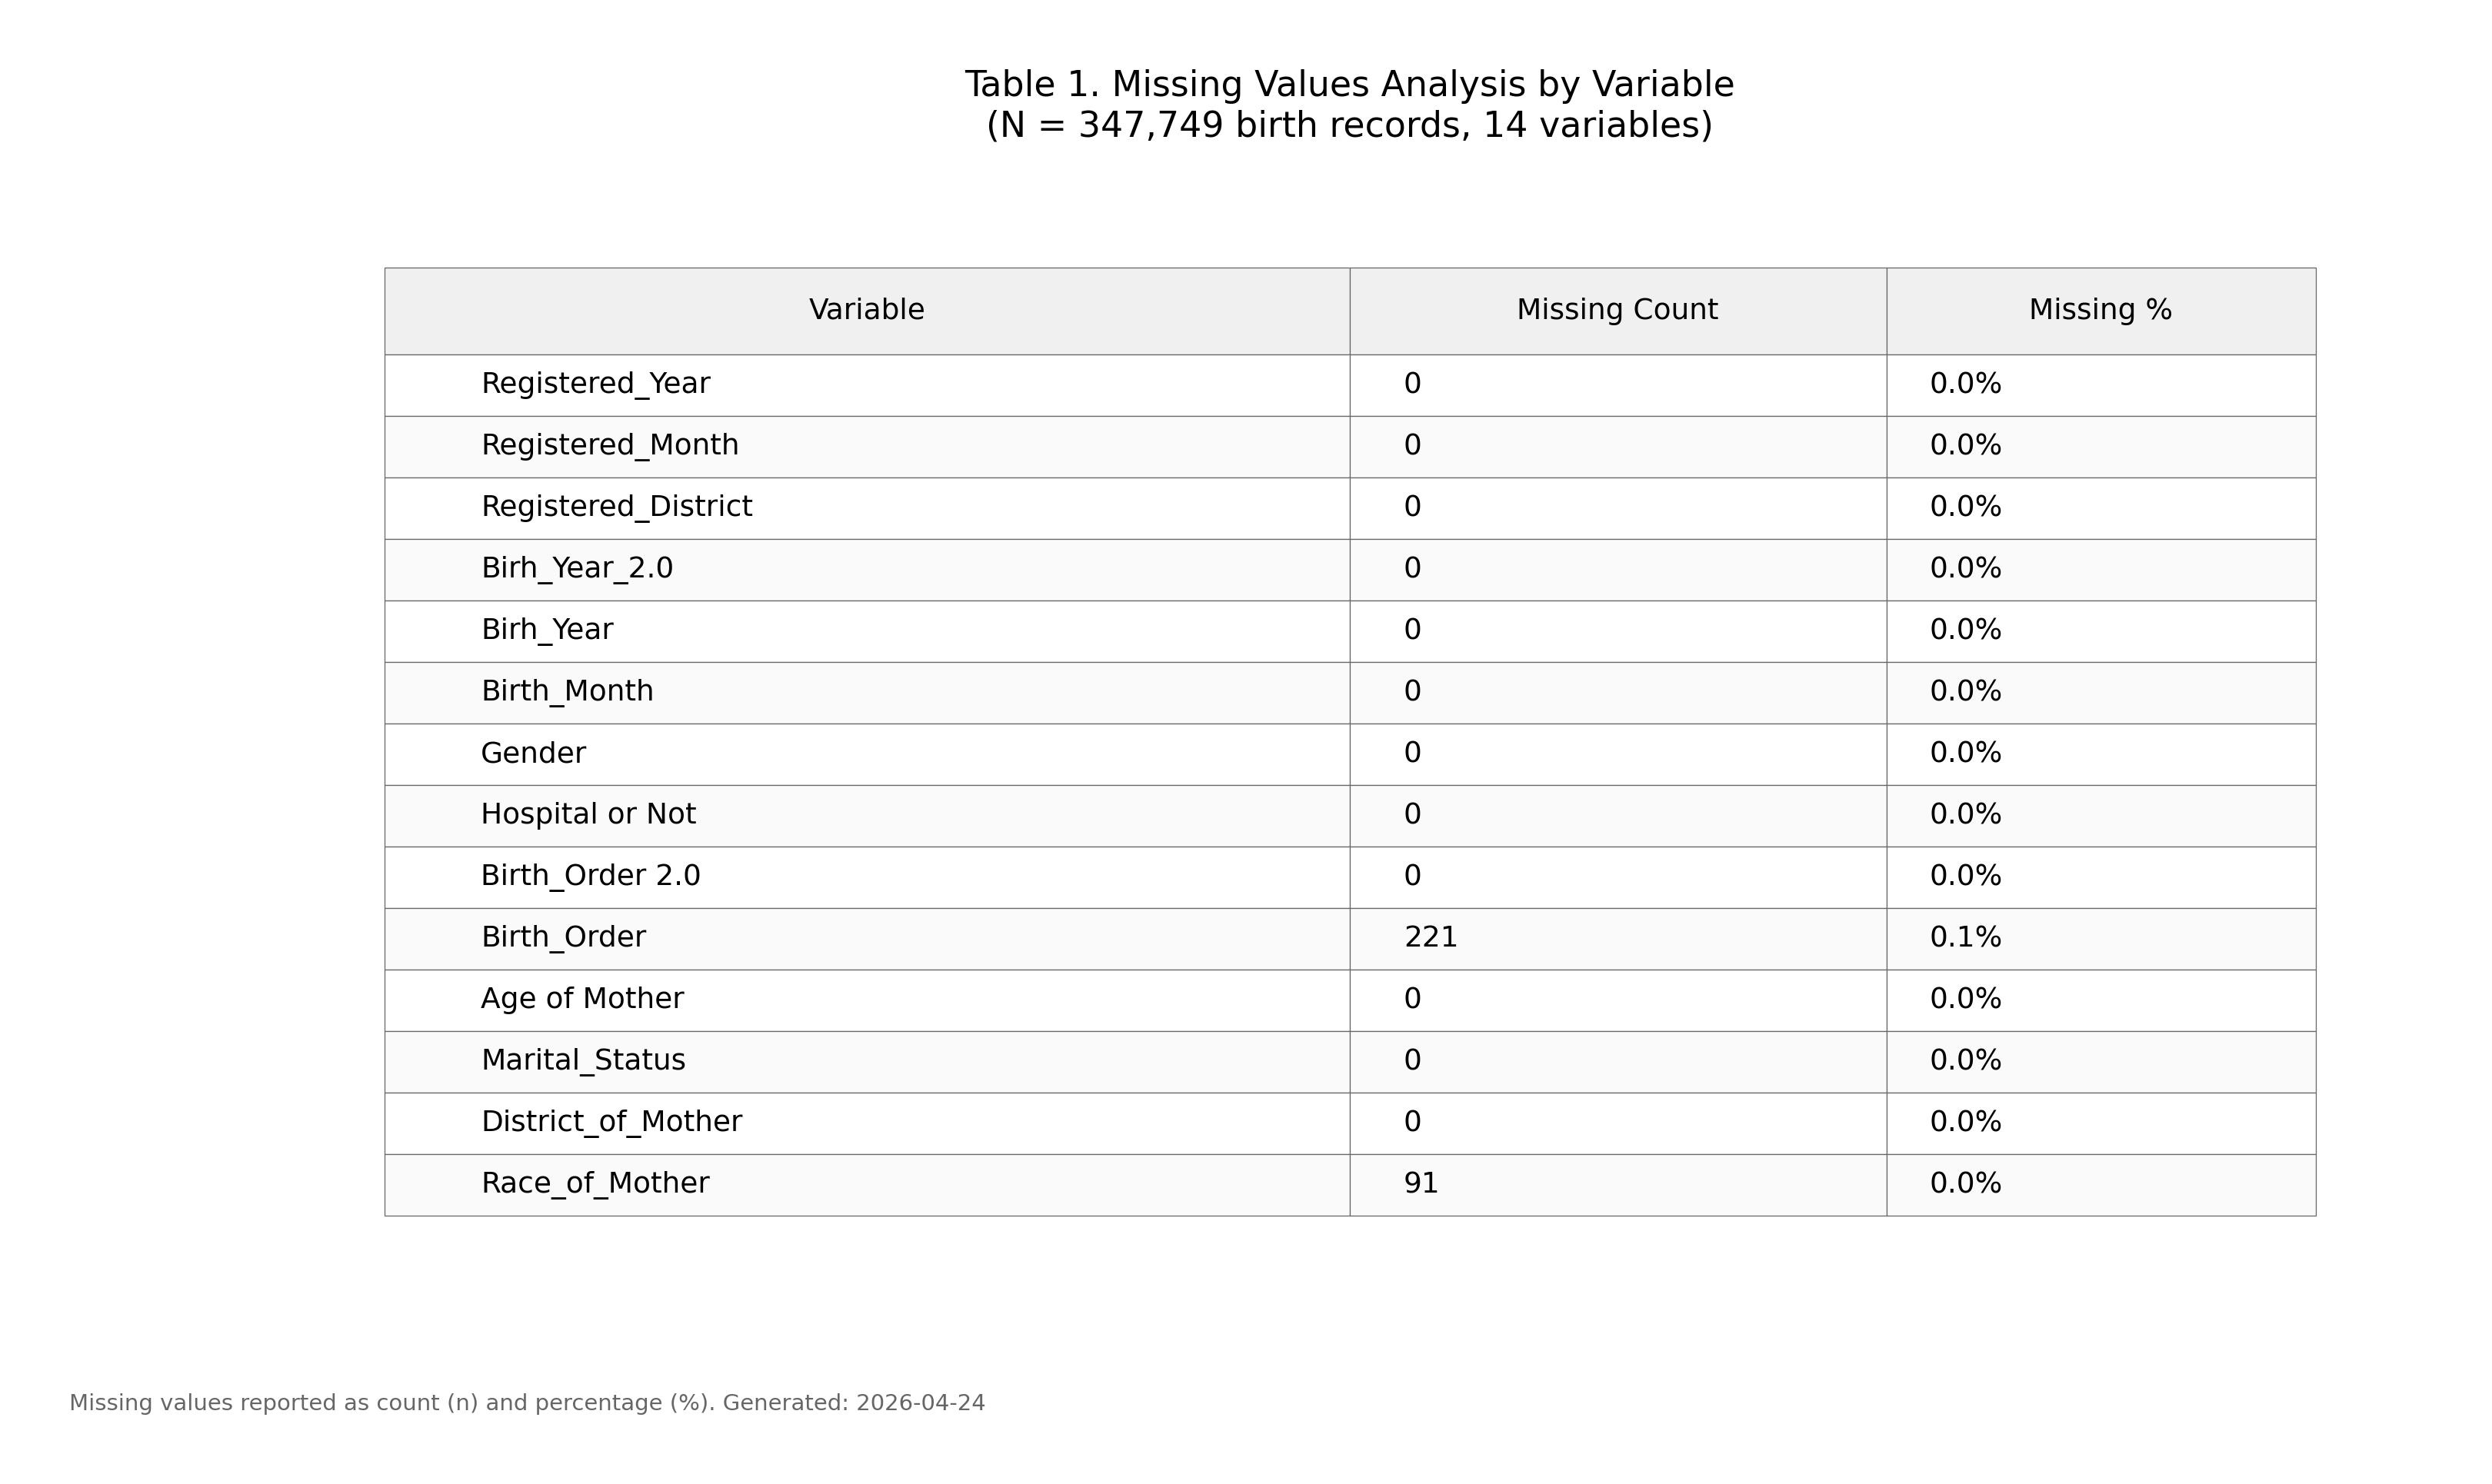 Table 1. Missing Values Analysis by Variable
(N = 347,749 birth records, 14 variables)
Variable Missing Count Missing %
Registered_Year 0 0.0%
Registered_Month 0 0.0%
Registered_District 0 0.0%
Birh_Year_2.0 0 0.0%
Birh_Year 0 0.0%
Birth_Month 0 0.0%
Gender 0 0.0%
Hospital or Not 0 0.0%
Birth_Order 2.0 0 0.0%
Birth_Order 221 0.1%
Age of Mother 0 0.0%
Marital_Status 0 0.0%
District_of_Mother 0 0.0%
Race_of_Mother 91 0.0%
Missing values reported as count (n) and percentage (%). Generated: 2026-04-24